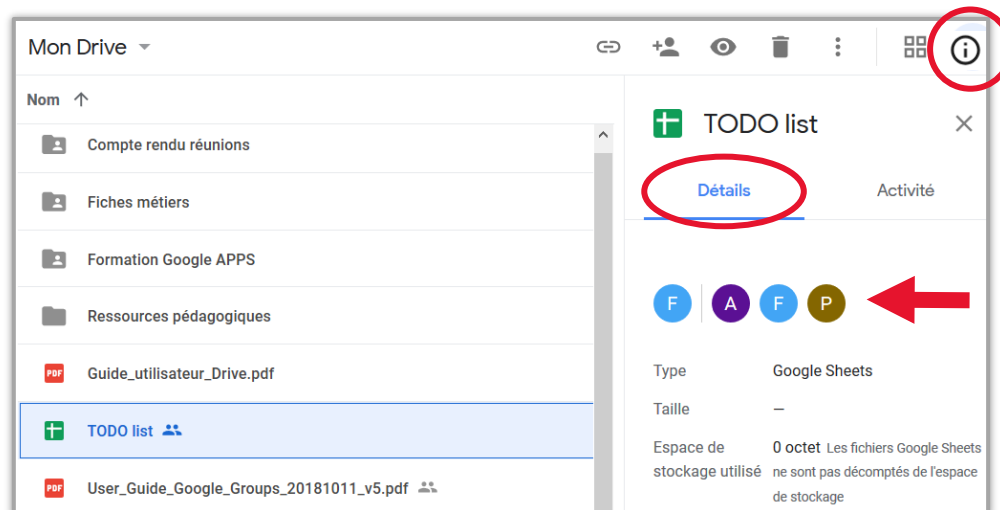 Mon Drive
Nom
Compte rendu réunions
Fiches métiers
Formation Google APPS
Ressources pédagogiques
PDF Guide_utilisateur_Drive.pdf
TODO list
PDF User_Guide_Google_Groups_20181011_v5.pdf
TODO list
Détails Activité
F A F P
Type Google Sheets
Taille –
Espace de 0 octet Les fichiers Google Sheets
stockage utilisé ne sont pas décomptés de l'espace
de stockage